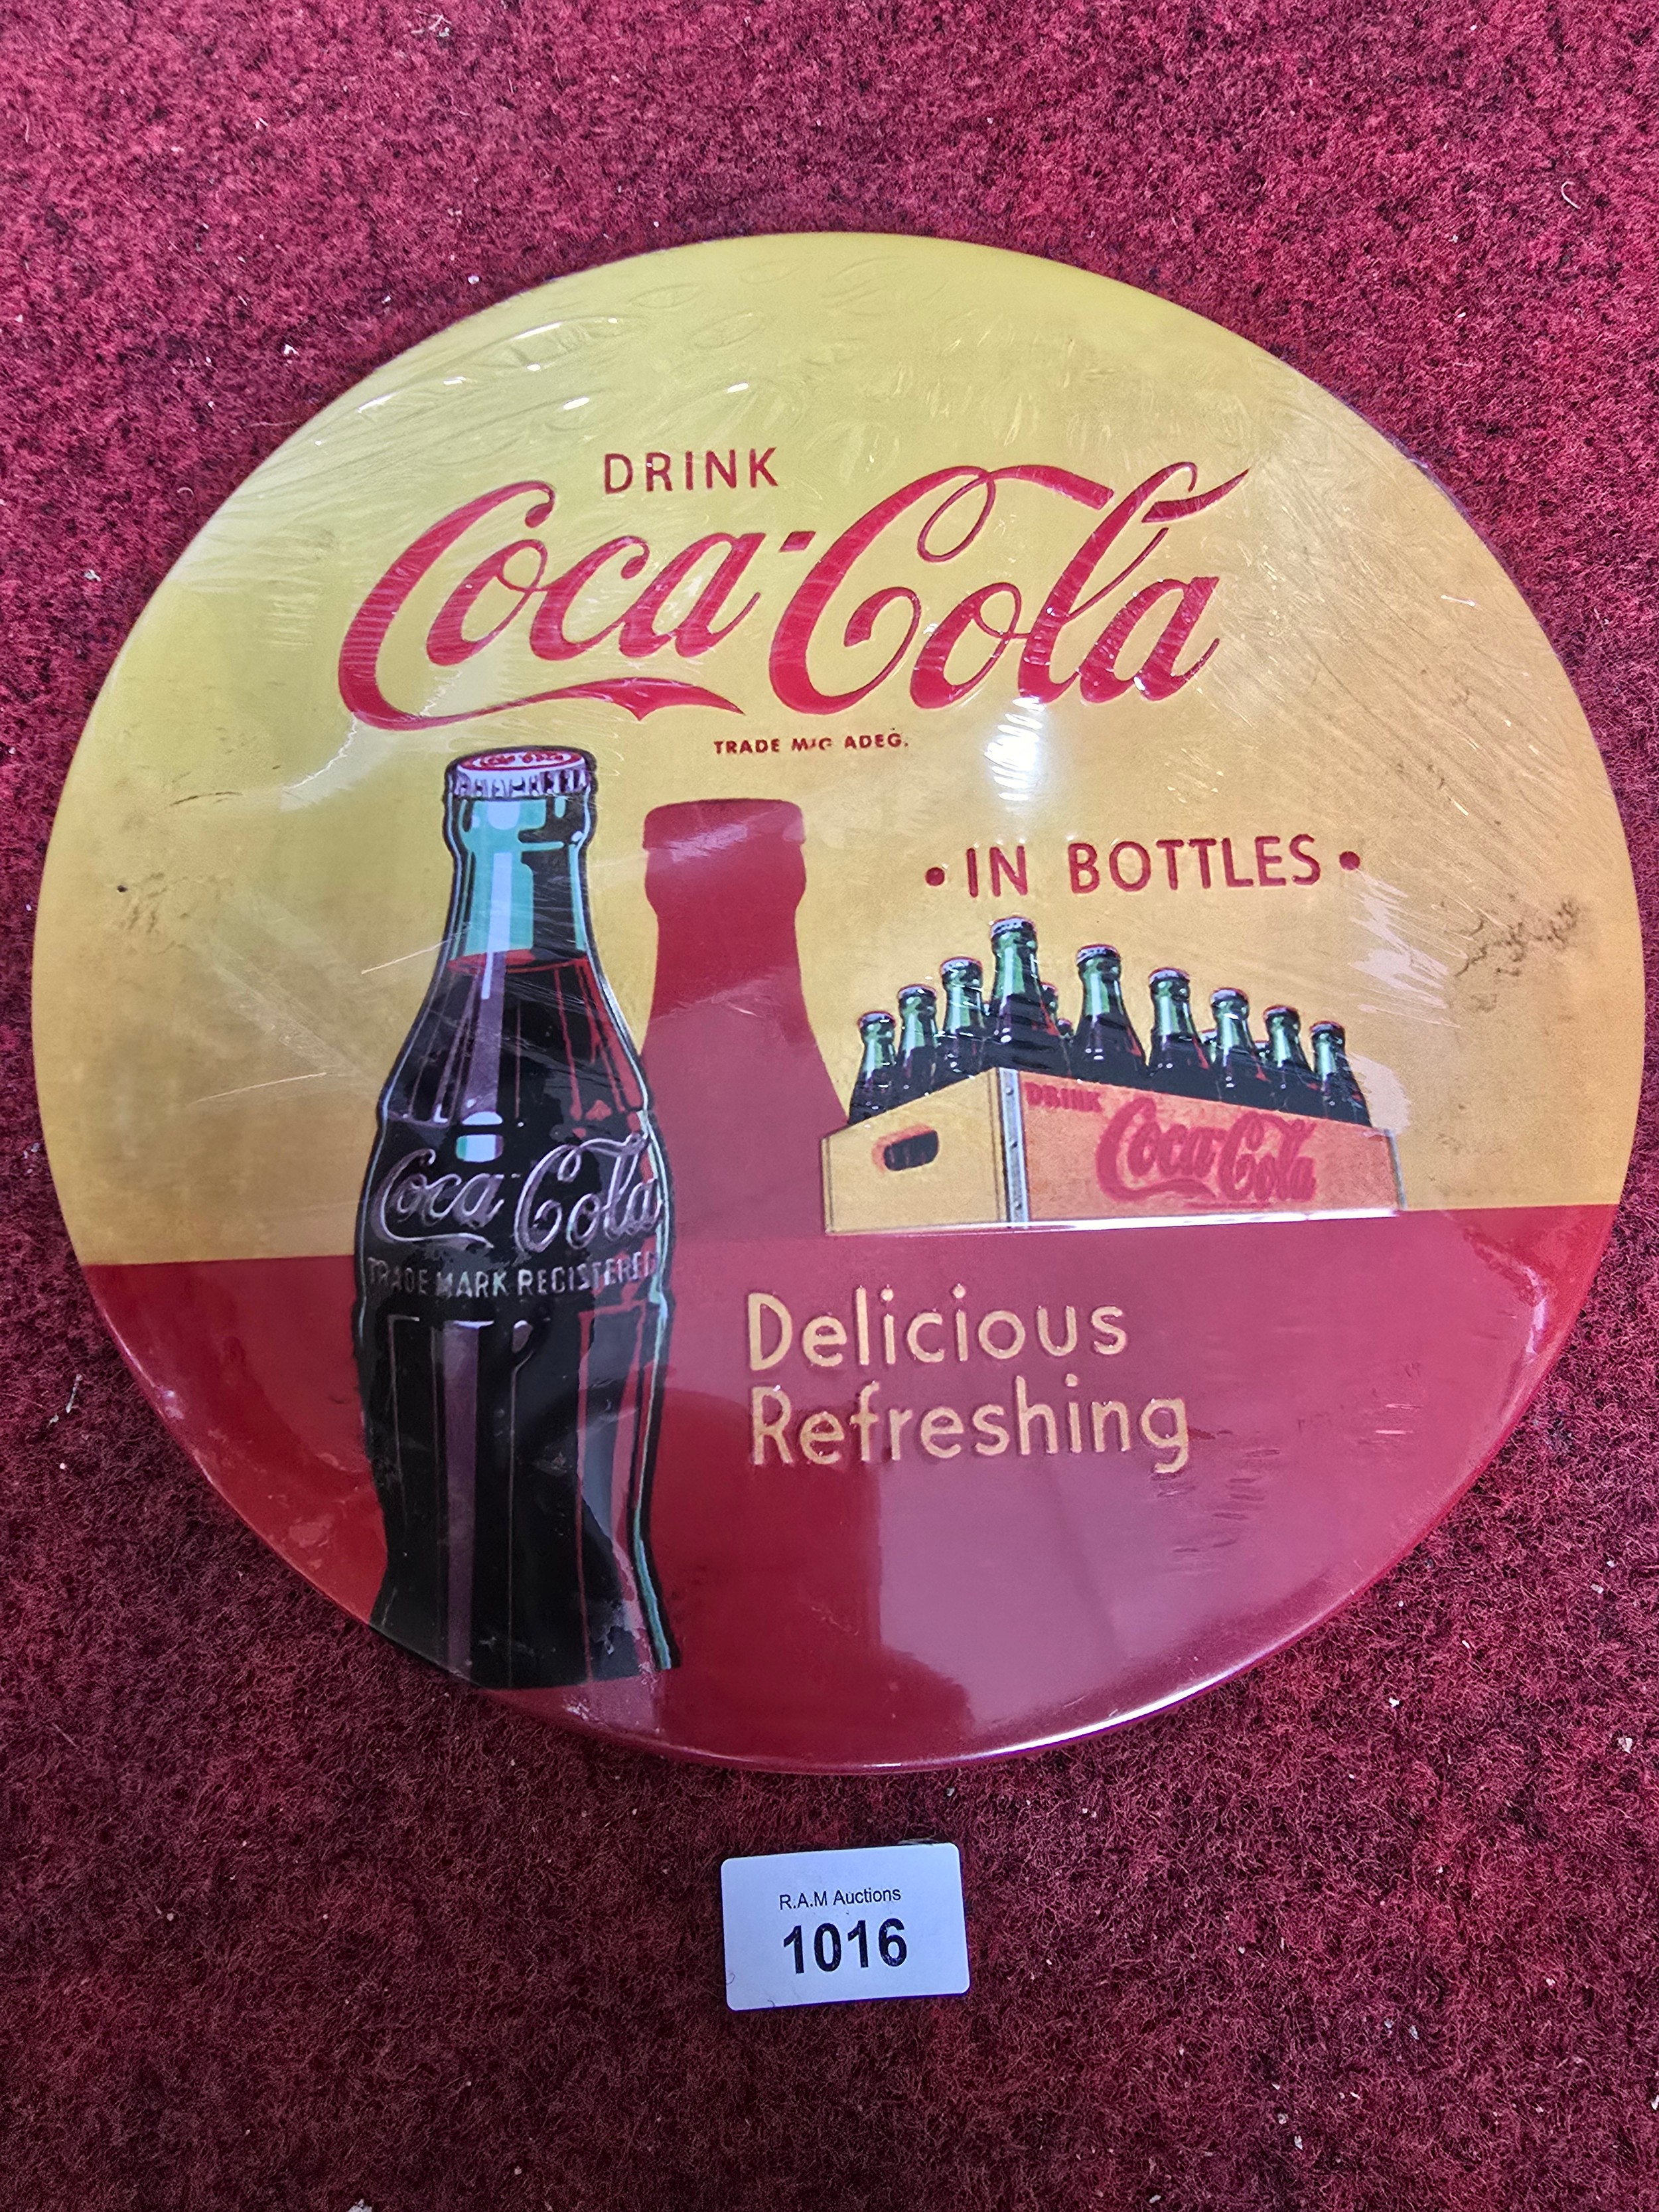 DRINK
Coca-Cola
TRADE M/G ADEG.
• IN BOTTLES •
DRINK
Coca-Cola
Coca-Cola
TRADE MARK REGISTERED
Delicious
Refreshing
R.A.M Auctions
1016